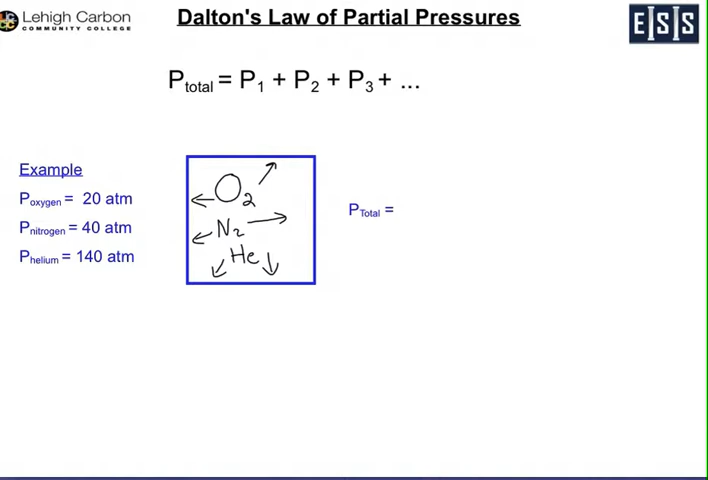 Lehigh Carbon
COMMUNITY COLLEGE
Dalton's Law of Partial Pressures
E|S|S
Ptotal = P1 + P2 + P3 + ...
Example
Poxygen = 20 atm
Pnitrogen = 40 atm
Phelium = 140 atm
O2
N2
He
PTotal =